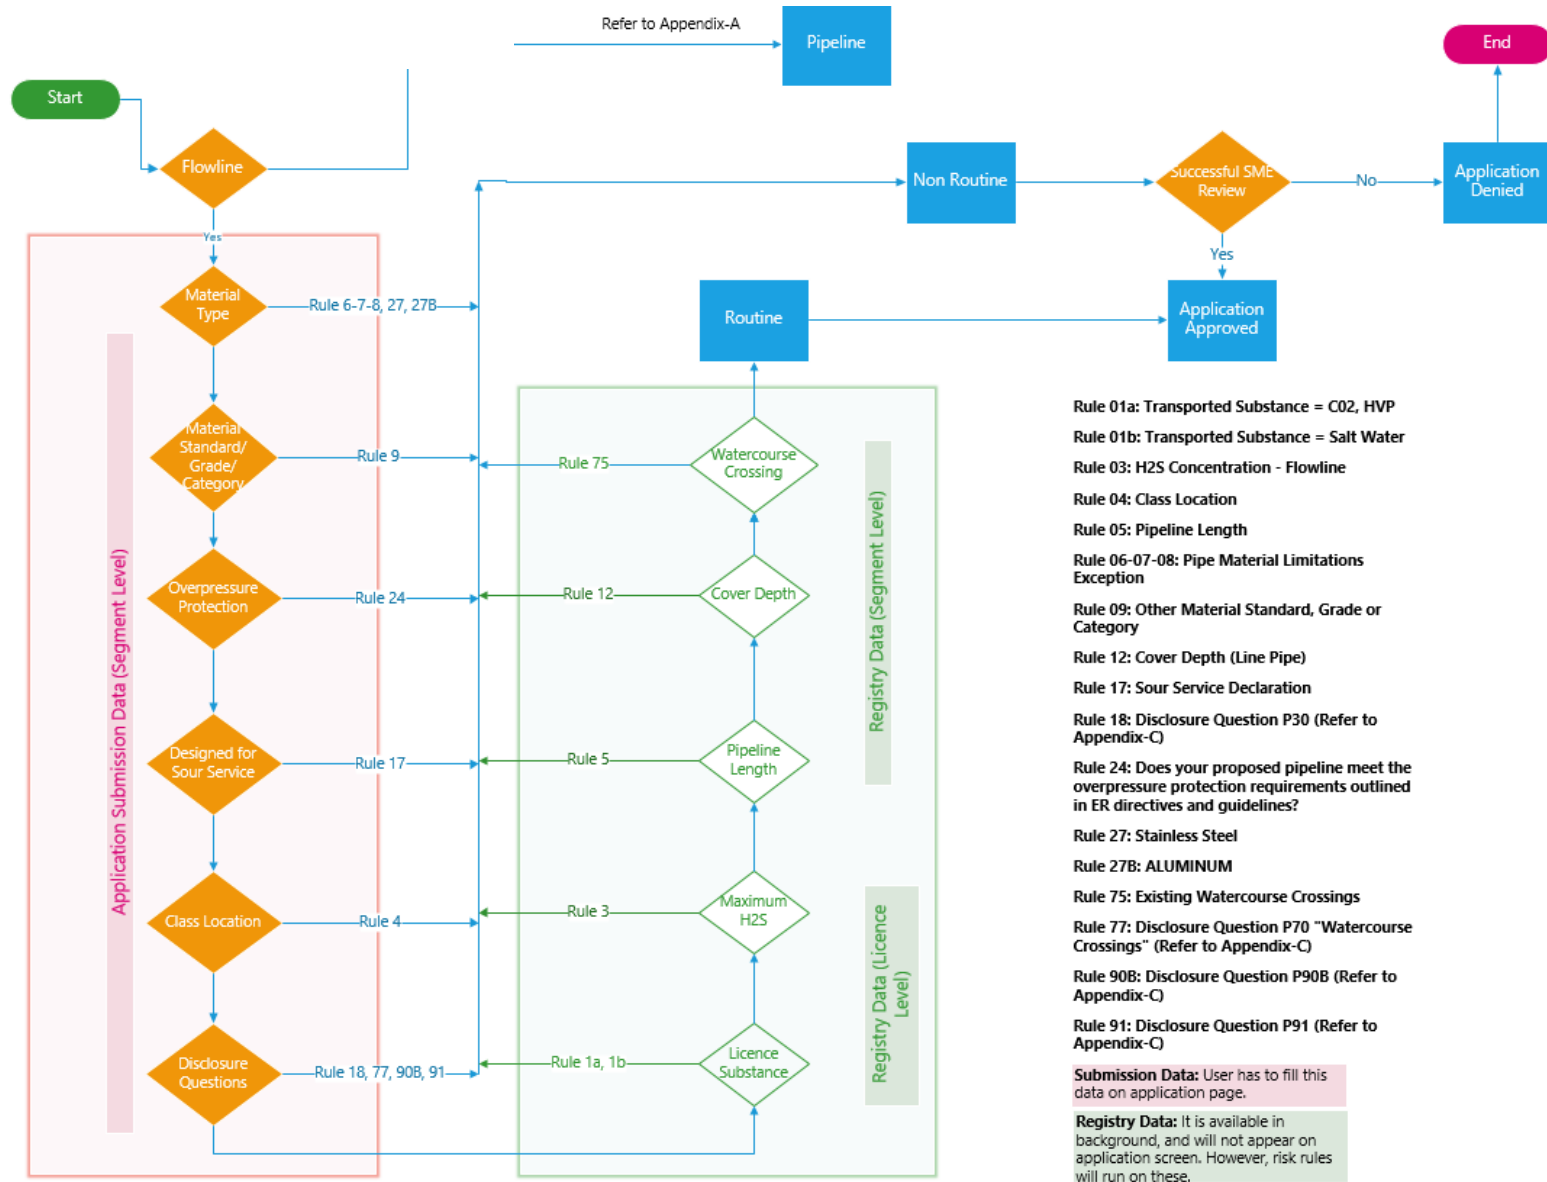 Refer to Appendix-A
Pipeline
End
Start
Flowline
Non Routine
Successful SME
Review
No
Application
Denied
Yes
Yes
Material
Type
Rule 6-7-8, 27, 27B
Routine
Application
Approved
Material
Standard/
Grade/
Category
Rule 9
Rule 75
Watercourse
Crossing
Overpressure
Protection
Rule 24
Rule 12
Cover Depth
Designed for
Sour Service
Rule 17
Rule 5
Pipeline
Length
Class Location
Rule 4
Rule 3
Maximum
H2S
Disclosure
Questions
Rule 18, 77, 90B, 91
Rule 1a, 1b
Licence
Substance
Application Submission Data (Segment Level)
Registry Data (Segment Level)
Registry Data (Licence
Level)
Rule 01a: Transported Substance = C02, HVP
Rule 01b: Transported Substance = Salt Water
Rule 03: H2S Concentration - Flowline
Rule 04: Class Location
Rule 05: Pipeline Length
Rule 06-07-08: Pipe Material Limitations
Exception
Rule 09: Other Material Standard, Grade or
Category
Rule 12: Cover Depth (Line Pipe)
Rule 17: Sour Service Declaration
Rule 18: Disclosure Question P30 (Refer to
Appendix-C)
Rule 24: Does your proposed pipeline meet the
overpressure protection requirements outlined
in ER directives and guidelines?
Rule 27: Stainless Steel
Rule 27B: ALUMINUM
Rule 75: Existing Watercourse Crossings
Rule 77: Disclosure Question P70 "Watercourse
Crossings" (Refer to Appendix-C)
Rule 90B: Disclosure Question P90B (Refer to
Appendix-C)
Rule 91: Disclosure Question P91 (Refer to
Appendix-C)
Submission Data: User has to fill this
data on application page.
Registry Data: It is available in
background, and will not appear on
application screen. However, risk rules
will run on these.